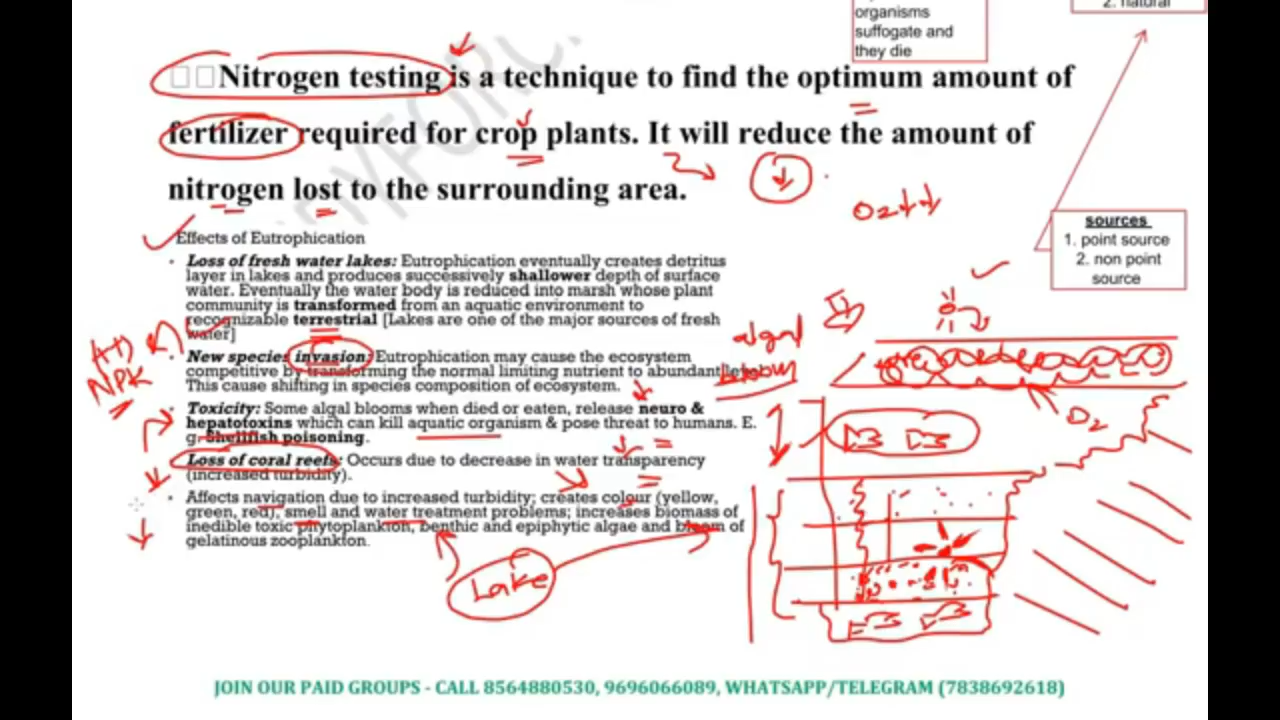 organisms
suffogate and
they die
2. natural
Nitrogen testing is a technique to find the optimum amount of
fertilizer required for crop plants. It will reduce the amount of
nitrogen lost to the surrounding area.
O2↓↓
sources
1. point source
2. non point
source
Effects of Eutrophication
• Loss of fresh water lakes: Eutrophication eventually creates detritus
layer in lakes and produces successively shallower depth of surface
water. Eventually the water body is reduced into marsh whose plant
community is transformed from an aquatic environment to
recognizable terrestrial [Lakes are one of the major sources of fresh
water]
• New species invasion: Eutrophication may cause the ecosystem
competitive by transforming the normal limiting nutrient to abundant
This cause shifting in species composition of ecosystem.
• Toxicity: Some algal blooms when died or eaten, release neuro &
hepatotoxins which can kill aquatic organism & pose threat to humans. E.
g. Shellfish poisoning.
• Loss of coral reefs: Occurs due to decrease in water transparency
(increased turbidity).
• Affects navigation due to increased turbidity; creates colour (yellow,
green, red), smell and water treatment problems; increases biomass of
inedible toxic phytoplankton, benthic and epiphytic algae and bloom of
gelatinous zooplankton.
NPK
algal
bloom
O2
Lake
JOIN OUR PAID GROUPS - CALL 8564880530, 9696066089, WHATSAPP/TELEGRAM (7838692618)